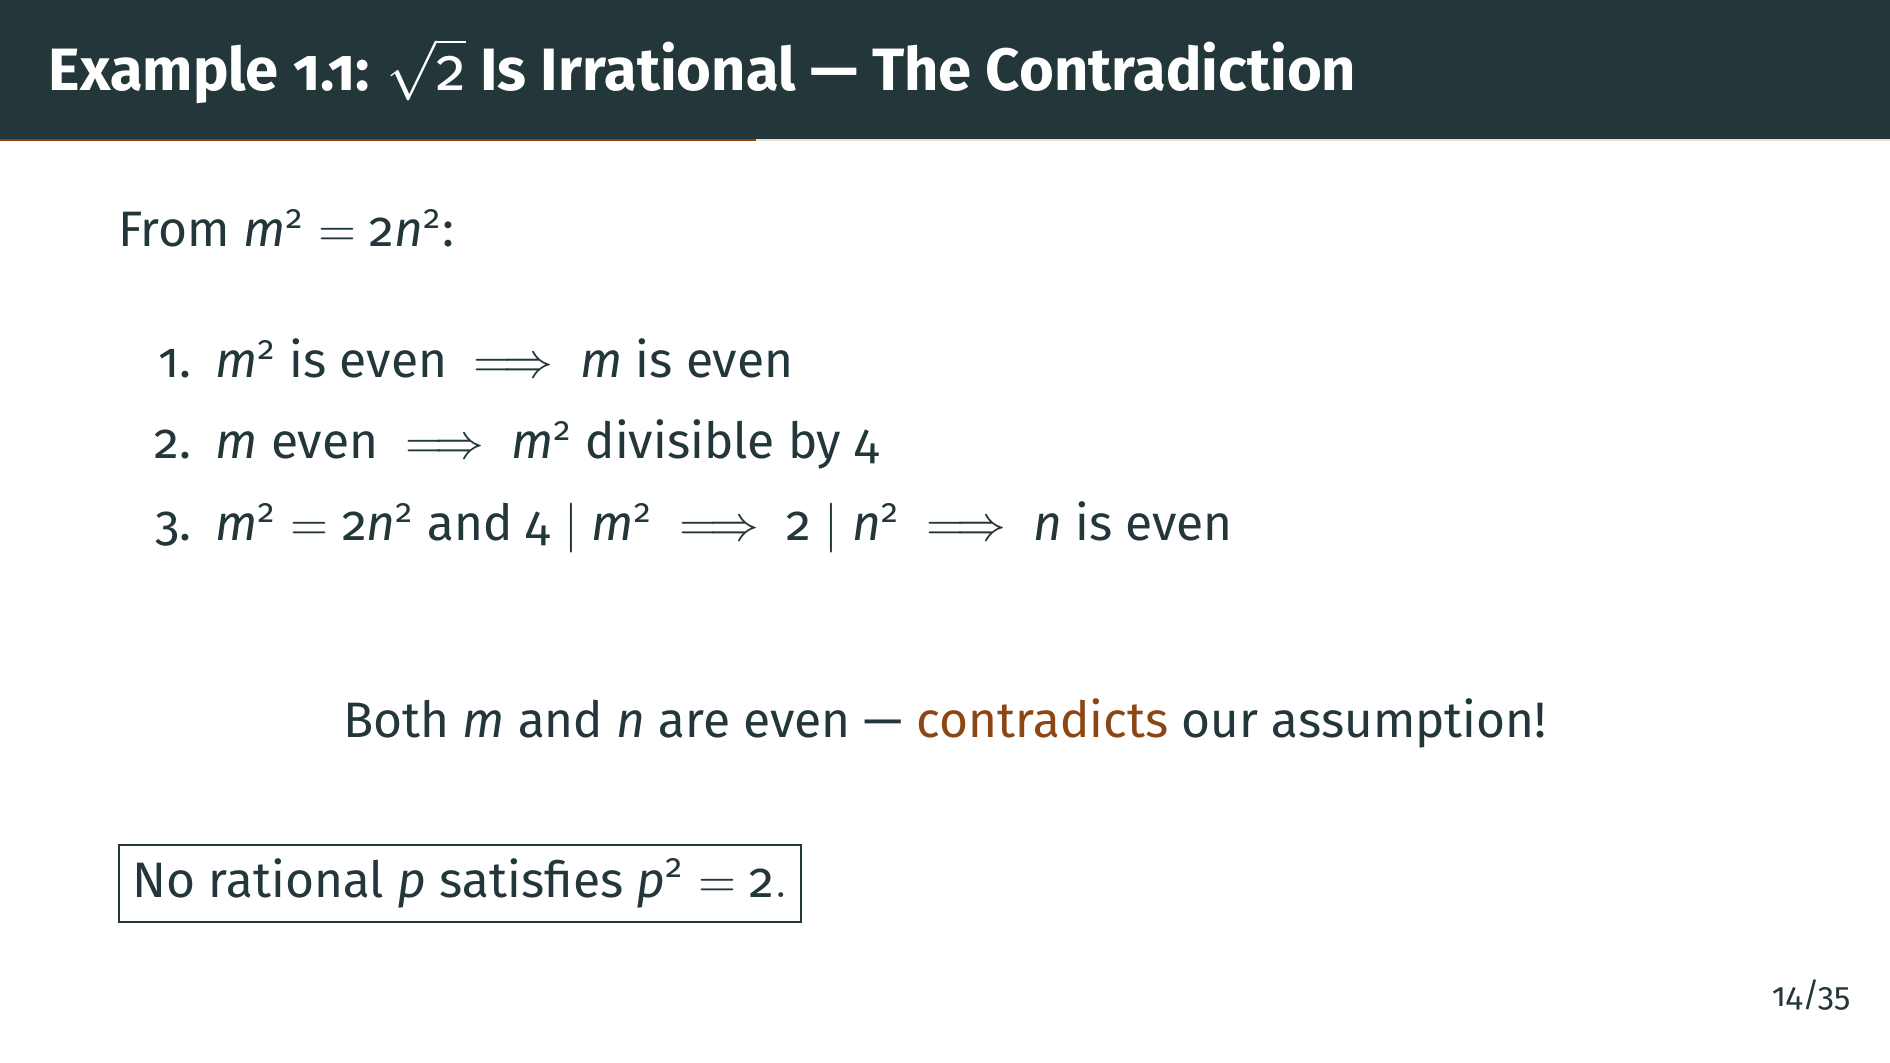 Example 1.1: √2 Is Irrational — The Contradiction
From m² = 2n²:
1. m² is even ⟹ m is even
2. m even ⟹ m² divisible by 4
3. m² = 2n² and 4 | m² ⟹ 2 | n² ⟹ n is even
Both m and n are even — contradicts our assumption!
No rational p satisfies p² = 2.
14/35